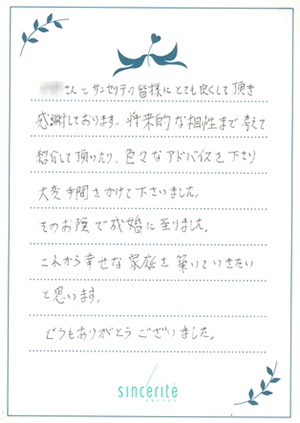 さんとサンセリテの皆様にとても良くして頂き
感謝しております。将来的な相性まで考えて
紹介して頂いたり、色々なアドバイスを下さり
大変手間をかけて下さいました。
そのお陰で成婚に至りました。
これから幸せな家庭を築いていきたい
と思います。
どうもありがとうございました。
sincerité